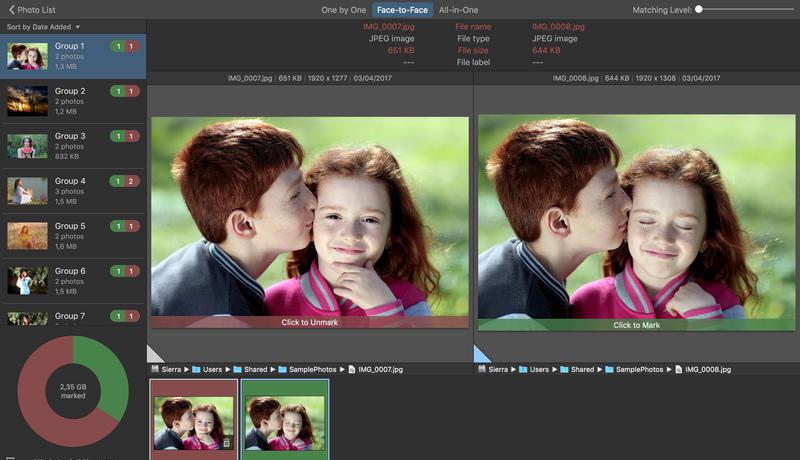 Photo List
One by One Face-to-Face All-in-One
Matching Level:
Sort by Date Added
Group 1
2 photos
1,3 MB
1 1
Group 2
2 photos
1,2 MB
1 1
Group 3
2 photos
832 KB
1 1
Group 4
3 photos
1,5 MB
1 2
Group 5
2 photos
1,6 MB
1 1
Group 6
2 photos
1,5 MB
1 1
Group 7
1 1
2,35 GB
marked
IMG_0007.jpg File name IMG_0008.jpg
JPEG image File type JPEG image
651 KB File size 644 KB
--- File label ---
IMG_0007.jpg | 651 KB | 1920 x 1277 | 03/04/2017
IMG_0008.jpg | 644 KB | 1920 x 1308 | 03/04/2017
Click to Unmark
Click to Mark
Sierra ▶ Users ▶ Shared ▶ SamplePhotos ▶ IMG_0007.jpg
Sierra ▶ Users ▶ Shared ▶ SamplePhotos ▶ IMG_0008.jpg